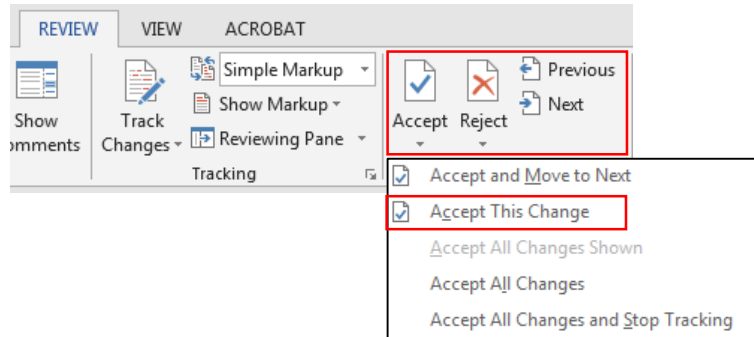 REVIEW VIEW ACROBAT
Simple Markup
Show Markup
Reviewing Pane
Show
omments
Track
Changes
Tracking
Accept
Reject
Previous
Next
Accept and Move to Next
Accept This Change
Accept All Changes Shown
Accept All Changes
Accept All Changes and Stop Tracking